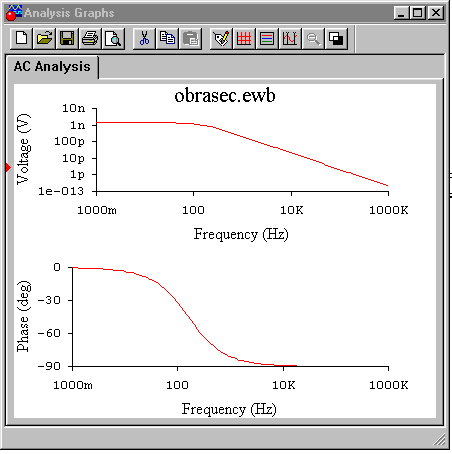 Analysis Graphs
AC Analysis
obrasec.ewb
Voltage (V)
10n
1n
100p
10p
1p
1e-013
1000m 100 10K 1000K
Frequency (Hz)
Phase (deg)
0
-30
-60
-90
1000m 100 10K 1000K
Frequency (Hz)